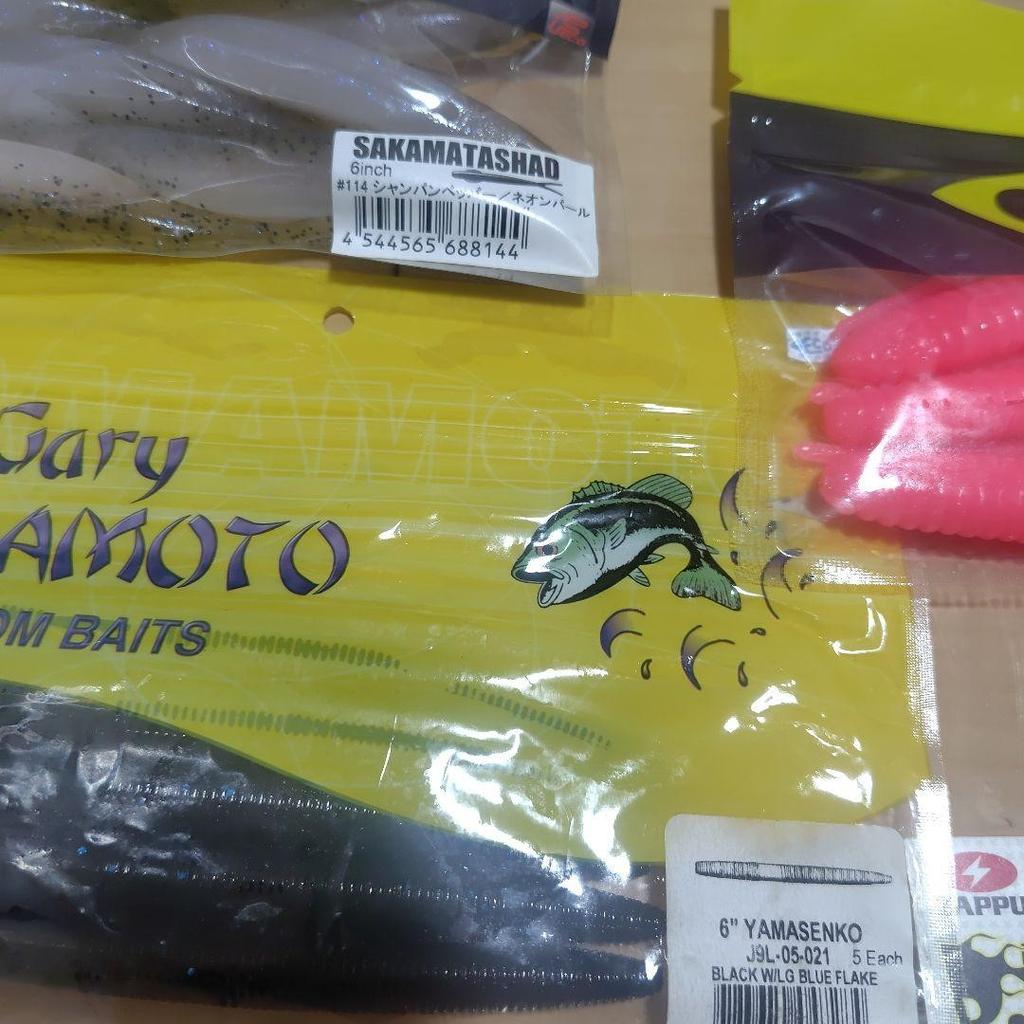 SAKAMATASHAD
6inch
#114 シャンパンペッパー／ネオンパール
4 544565 688144
Gary
AMOTO
OM BAITS
6" YAMASENKO
J9L-05-021 5 Each
BLACK W/LG BLUE FLAKE
APPU